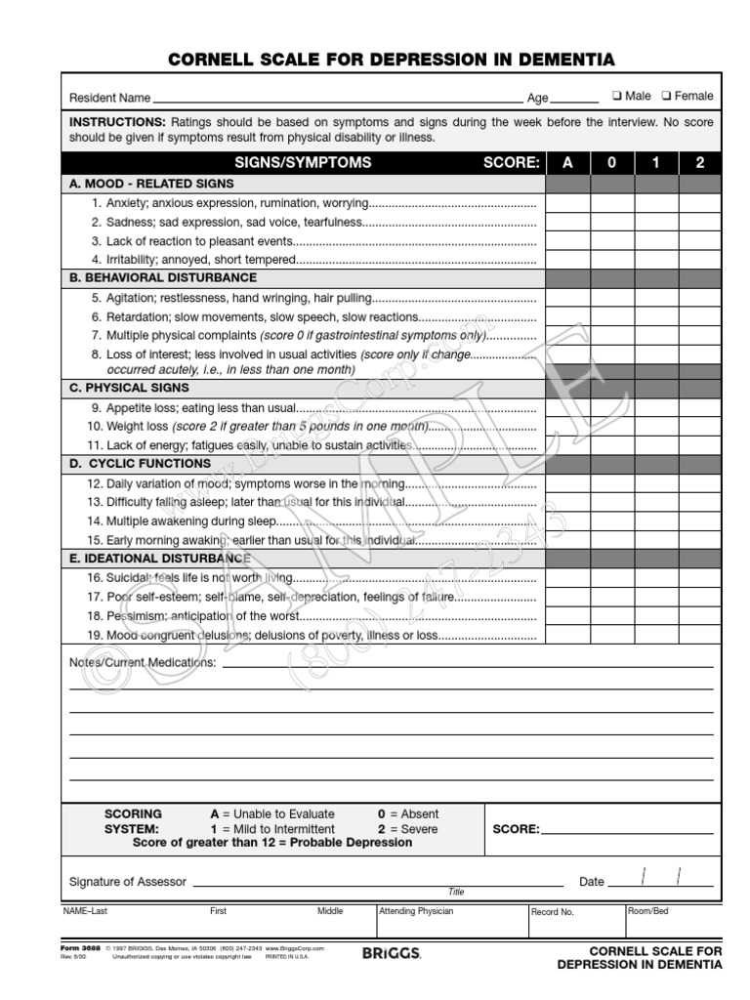 CORNELL SCALE FOR DEPRESSION IN DEMENTIA
Resident Name Age ❏ Male ❏ Female
INSTRUCTIONS: Ratings should be based on symptoms and signs during the week before the interview. No score
should be given if symptoms result from physical disability or illness.
SIGNS/SYMPTOMS SCORE: A 0 1 2
A. MOOD - RELATED SIGNS
1. Anxiety; anxious expression, rumination, worrying
2. Sadness; sad expression, sad voice, tearfulness
3. Lack of reaction to pleasant events
4. Irritability; annoyed, short tempered
B. BEHAVIORAL DISTURBANCE
5. Agitation; restlessness, hand wringing, hair pulling
6. Retardation; slow movements, slow speech, slow reactions
7. Multiple physical complaints (score 0 if gastrointestinal symptoms only)
8. Loss of interest; less involved in usual activities (score only if change
occurred acutely, i.e., in less than one month)
C. PHYSICAL SIGNS
9. Appetite loss; eating less than usual
10. Weight loss (score 2 if greater than 5 pounds in one month)
11. Lack of energy; fatigues easily, unable to sustain activities
D. CYCLIC FUNCTIONS
12. Daily variation of mood; symptoms worse in the morning
13. Difficulty falling asleep; later than usual for this individual
14. Multiple awakening during sleep
15. Early morning awaking; earlier than usual for this individual
E. IDEATIONAL DISTURBANCE
16. Suicidal; feels life is not worth living
17. Poor self-esteem; self-blame, self-depreciation, feelings of failure
18. Pessimism; anticipation of the worst
19. Mood congruent delusions; delusions of poverty, illness or loss
Notes/Current Medications:
SCORING A = Unable to Evaluate 0 = Absent
SYSTEM: 1 = Mild to Intermittent 2 = Severe SCORE:
Score of greater than 12 = Probable Depression
Signature of Assessor Date / /
Title
NAME–Last First Middle Attending Physician Record No. Room/Bed
Form 3688 © 1997 BRIGGS, Des Moines, IA 50306 (800) 247-2343 www.BriggsCorp.com
Rev. 6/00 Unauthorized copying or use violates copyright law. PRINTED IN U.S.A.
BRIGGS.
CORNELL SCALE FOR
DEPRESSION IN DEMENTIA
www.BriggsCorp.com
©SAMPLE
(800) 247-2343